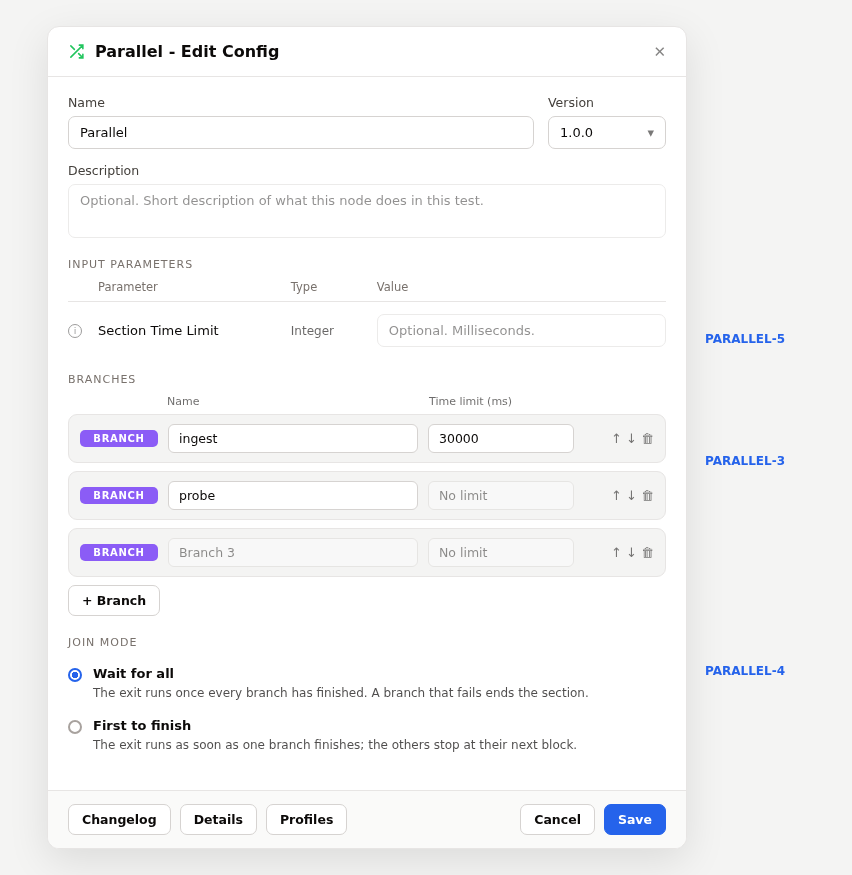 Parallel - Edit Config ×
Name Version
Parallel 1.0.0 ▾
Description
Optional. Short description of what this node does in this test.
INPUT PARAMETERS
Parameter Type Value
i Section Time Limit Integer Optional. Milliseconds.
PARALLEL-5
BRANCHES
Name Time limit (ms)
BRANCH ingest 30000 ↑ ↓ 🗑
PARALLEL-3
BRANCH probe No limit ↑ ↓ 🗑
BRANCH Branch 3 No limit ↑ ↓ 🗑
+ Branch
JOIN MODE
Wait for all
PARALLEL-4
The exit runs once every branch has finished. A branch that fails ends the section.
First to finish
The exit runs as soon as one branch finishes; the others stop at their next block.
Changelog Details Profiles Cancel Save